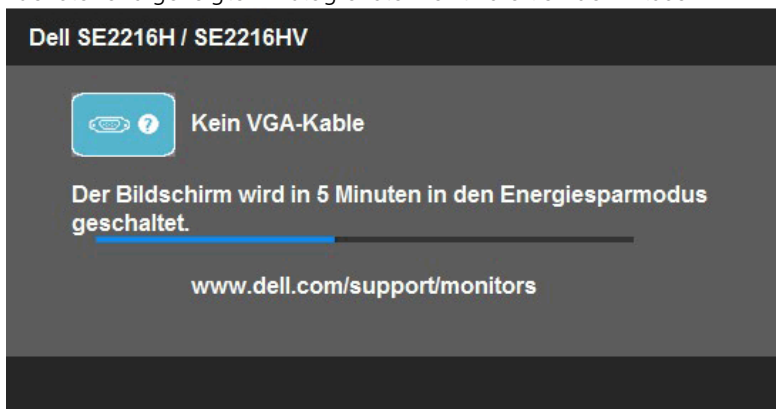 Dell SE2216H / SE2216HV
Kein VGA-Kable
Der Bildschirm wird in 5 Minuten in den Energiesparmodus
geschaltet.
www.dell.com/support/monitors